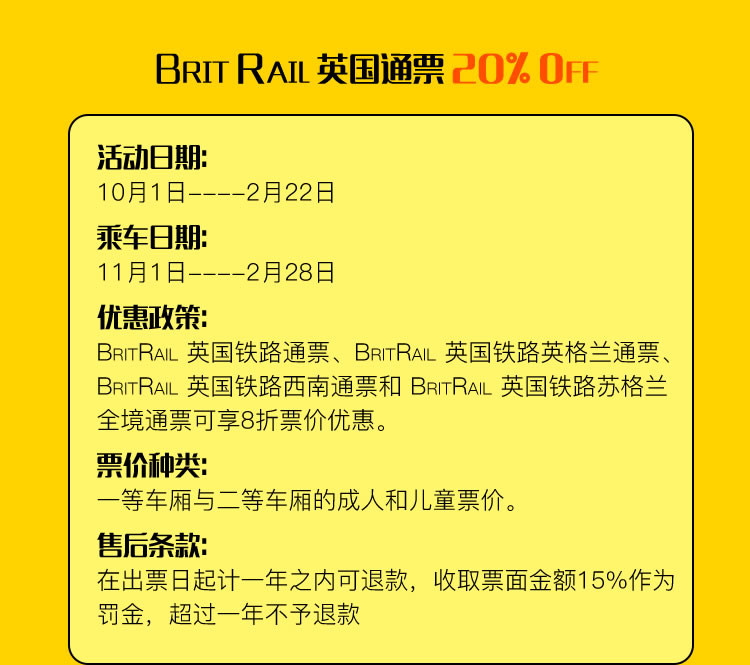 BRIT RAIL 英国通票 20% OFF
活动日期:
10月1日----2月22日
乘车日期:
11月1日----2月28日
优惠政策:
BRITRAIL 英国铁路通票、BRITRAIL 英国铁路英格兰通票、
BRITRAIL 英国铁路西南通票和 BRITRAIL 英国铁路苏格兰
全境通票可享8折票价优惠。
票价种类:
一等车厢与二等车厢的成人和儿童票价。
售后条款:
在出票日起计一年之内可退款，收取票面金额15%作为
罚金，超过一年不予退款